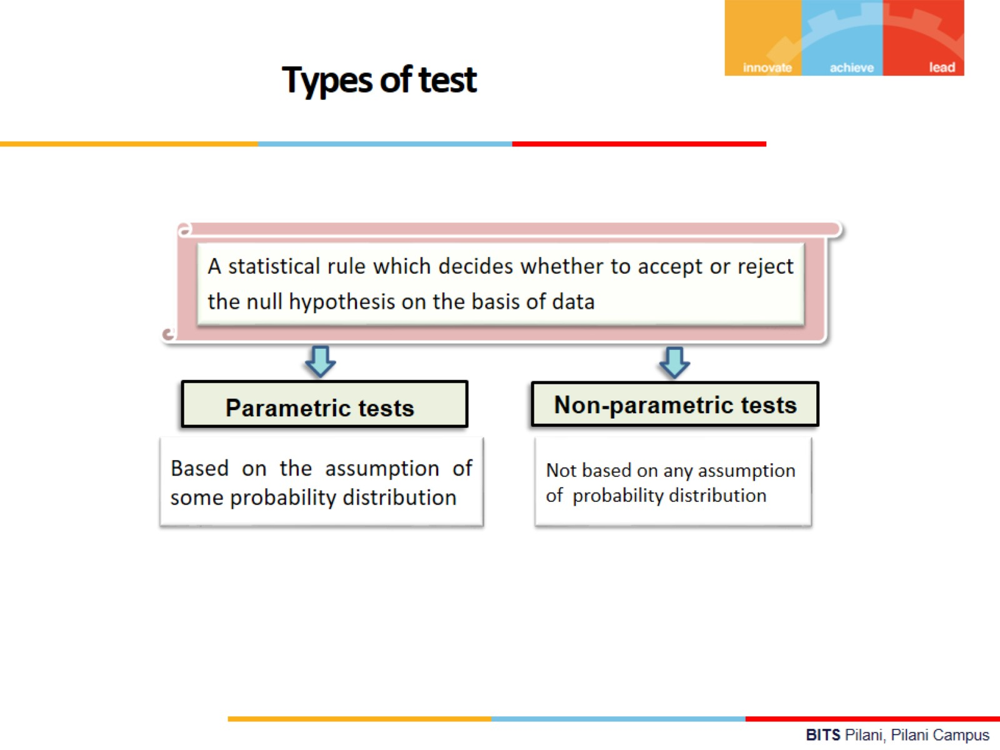 innovate achieve lead
Types of test
A statistical rule which decides whether to accept or reject
the null hypothesis on the basis of data
Parametric tests
Non-parametric tests
Based on the assumption of
some probability distribution
Not based on any assumption
of probability distribution
BITS Pilani, Pilani Campus